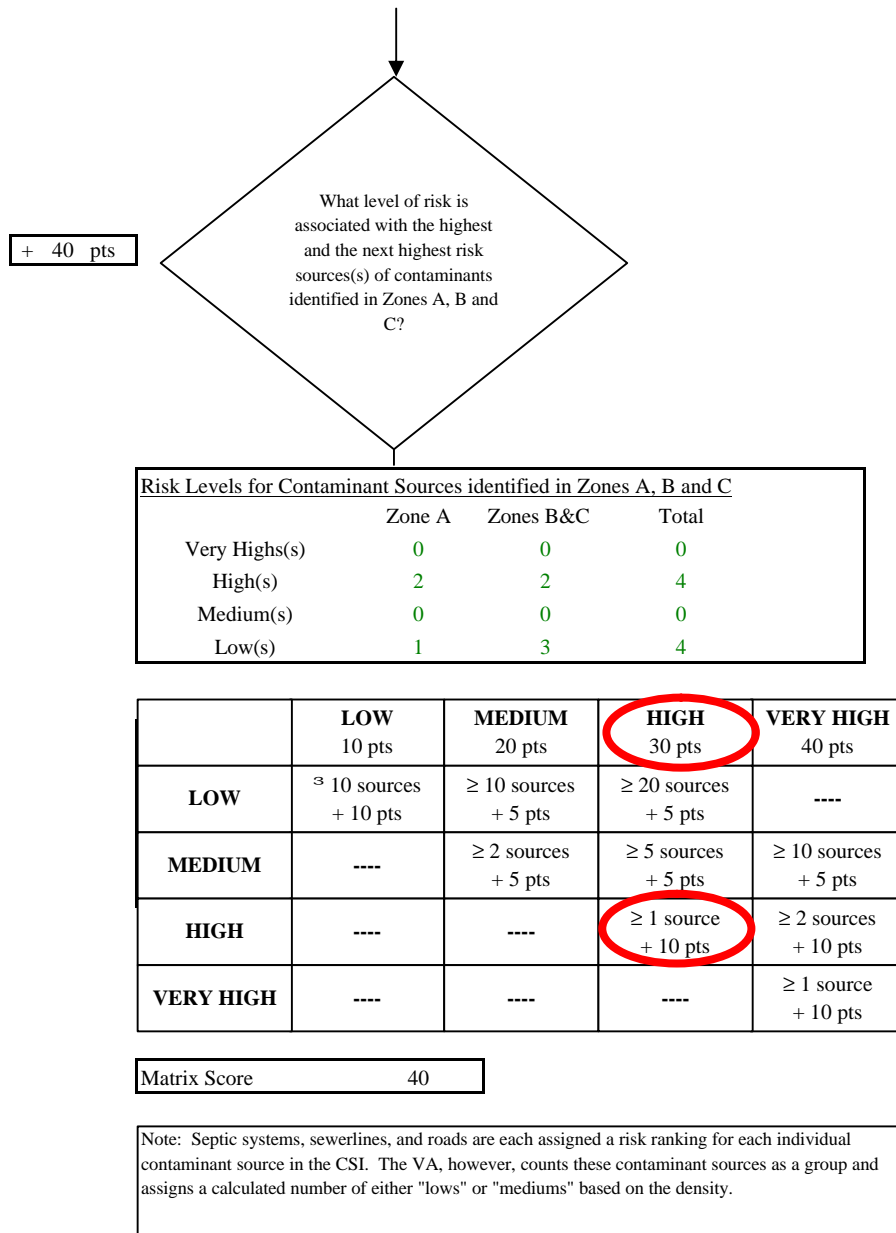 What level of risk is
associated with the highest
and the next highest risk
sources(s) of contaminants
identified in Zones A, B and
C?
+ 40 pts
Risk Levels for Contaminant Sources identified in Zones A, B and C
Zone A Zones B&C Total
Very Highs(s) 0 0 0
High(s) 2 2 4
Medium(s) 0 0 0
Low(s) 1 3 4
LOW MEDIUM HIGH VERY HIGH
10 pts 20 pts 30 pts 40 pts
LOW ³ 10 sources ≥ 10 sources ≥ 20 sources ----
+ 10 pts + 5 pts + 5 pts
MEDIUM ---- ≥ 2 sources ≥ 5 sources ≥ 10 sources
+ 5 pts + 5 pts + 5 pts
HIGH ---- ---- ≥ 1 source ≥ 2 sources
+ 10 pts + 10 pts
VERY HIGH ---- ---- ---- ≥ 1 source
+ 10 pts
Matrix Score 40
Note: Septic systems, sewerlines, and roads are each assigned a risk ranking for each individual
contaminant source in the CSI. The VA, however, counts these contaminant sources as a group and
assigns a calculated number of either "lows" or "mediums" based on the density.